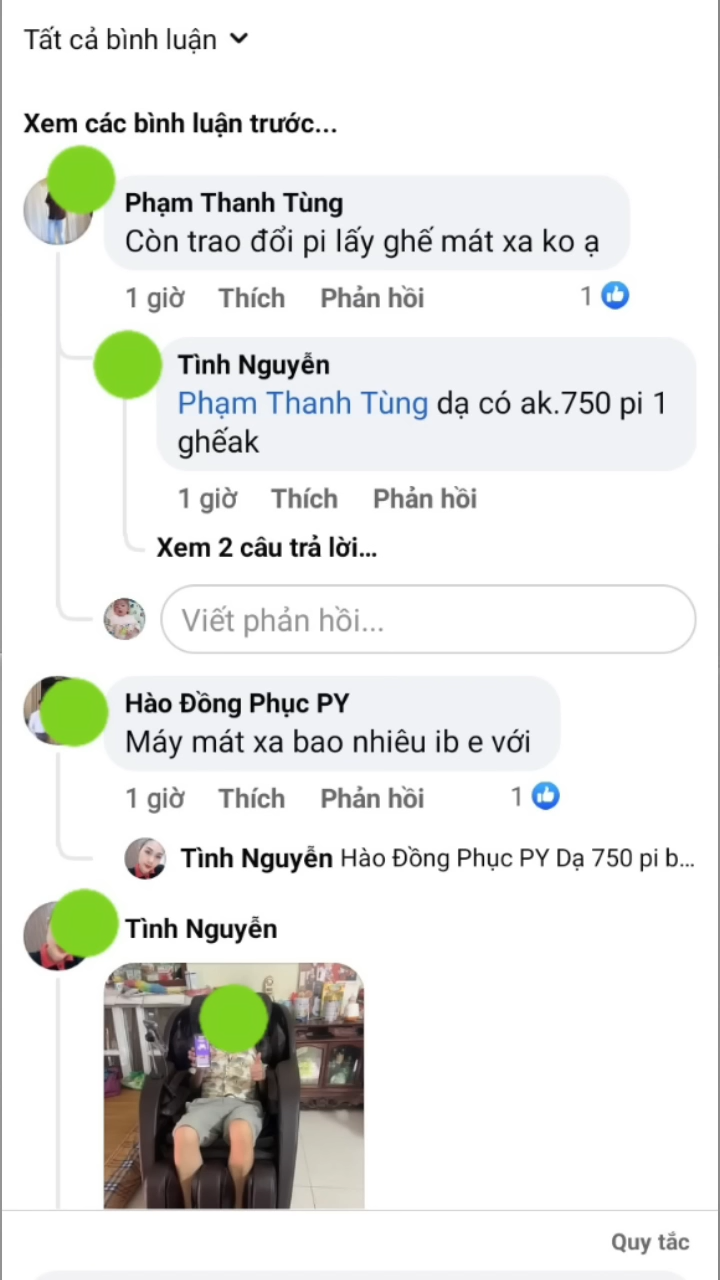 Tất cả bình luận
Xem các bình luận trước...
Phạm Thanh Tùng
Còn trao đổi pi lấy ghế mát xa ko ạ
1 giờ Thích Phản hồi 1
Tình Nguyễn
Phạm Thanh Tùng dạ có ak.750 pi 1
ghếak
1 giờ Thích Phản hồi
Xem 2 câu trả lời...
Viết phản hồi...
Hào Đồng Phục PY
Máy mát xa bao nhiêu ib e với
1 giờ Thích Phản hồi 1
Tình Nguyễn Hào Đồng Phục PY Dạ 750 pi b...
Tình Nguyễn
Quy tắc